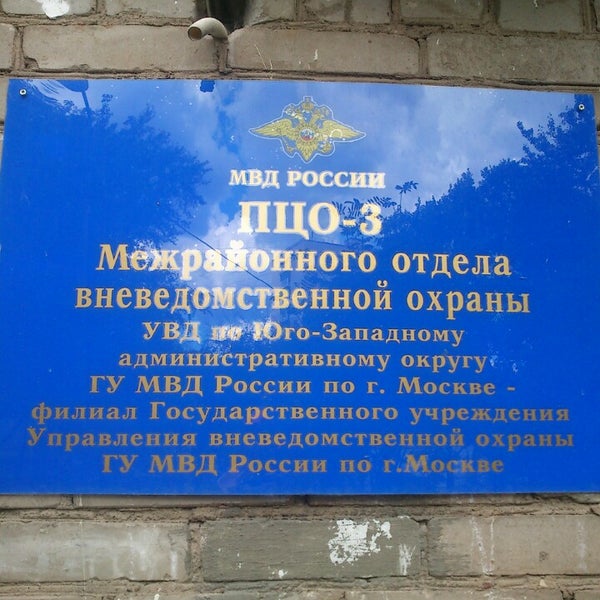 МВД РОССИИ
ПЦО-3
Межрайонного отдела
вневедомственной охраны
УВД по Юго-Западному
административному округу
ГУ МВД России по г. Москве -
филиал Государственного учреждения
Управления вневедомственной охраны
ГУ МВД России по г.Москве